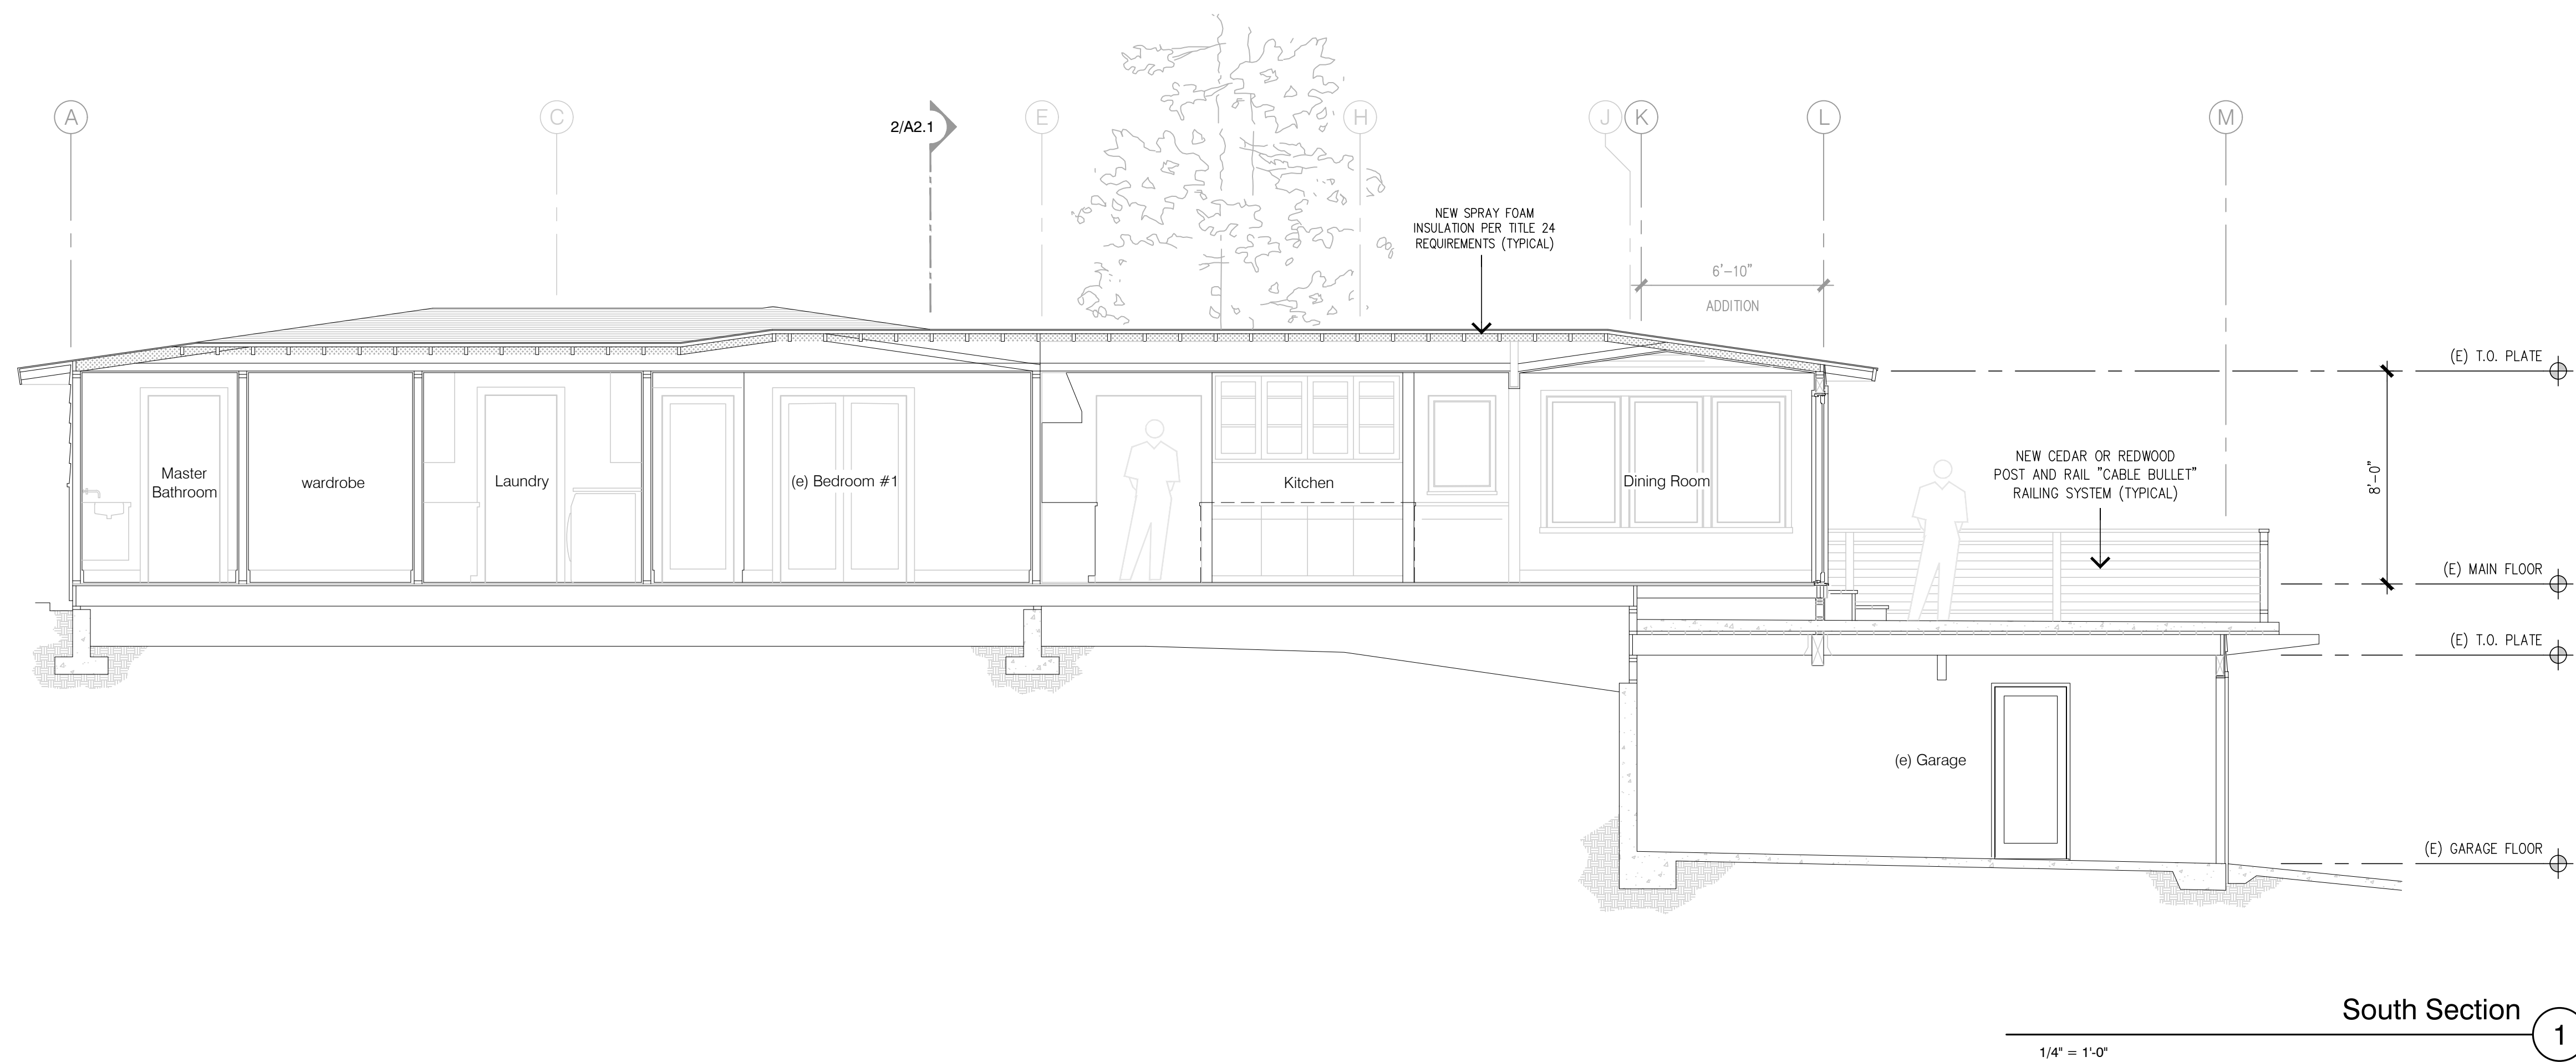 A
C
2/A2.1
E
H
J
K
L
M
NEW SPRAY FOAM
INSULATION PER TITLE 24
REQUIREMENTS (TYPICAL)
6'-10"
ADDITION
(E) T.O. PLATE
Master
Bathroom
wardrobe
Laundry
(e) Bedroom #1
Kitchen
Dining Room
NEW CEDAR OR REDWOOD
POST AND RAIL "CABLE BULLET"
RAILING SYSTEM (TYPICAL)
8'-0"
(E) MAIN FLOOR
(E) T.O. PLATE
(e) Garage
(E) GARAGE FLOOR
South Section
1
1/4" = 1'-0"